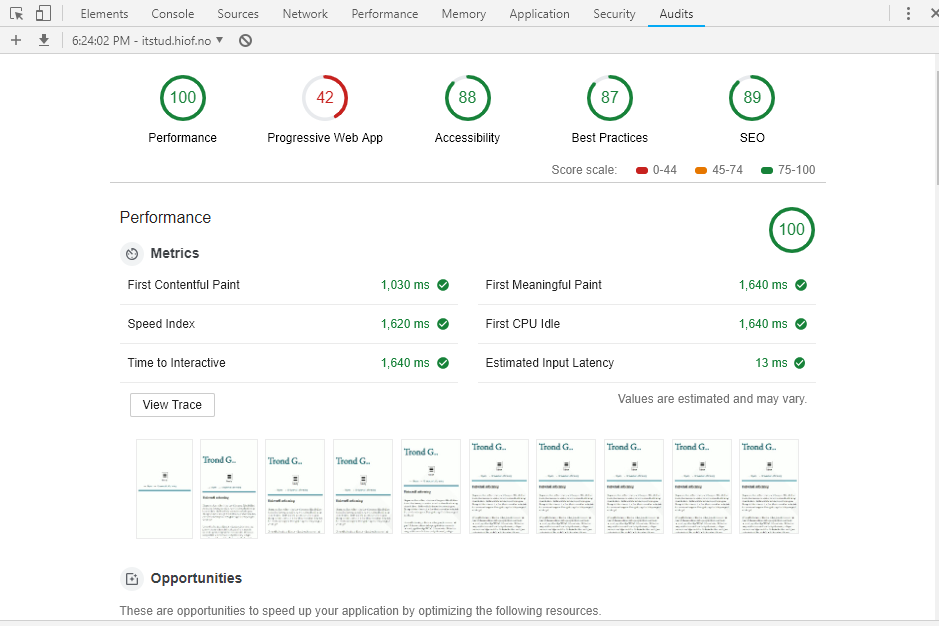 Elements Console Sources Network Performance Memory Application Security Audits
6:24:02 PM - itstud.hiof.no
100 42 88 87 89
Performance Progressive Web App Accessibility Best Practices SEO
Score scale: 0-44 45-74 75-100
Performance 100
Metrics
First Contentful Paint 1,030 ms First Meaningful Paint 1,640 ms
Speed Index 1,620 ms First CPU Idle 1,640 ms
Time to Interactive 1,640 ms Estimated Input Latency 13 ms
View Trace Values are estimated and may vary.
Trond G.. Trond G.. Trond G.. Trond G.. Trond G.. Trond G.. Trond G.. Trond G.. Trond G..
Opportunities
These are opportunities to speed up your application by optimizing the following resources.